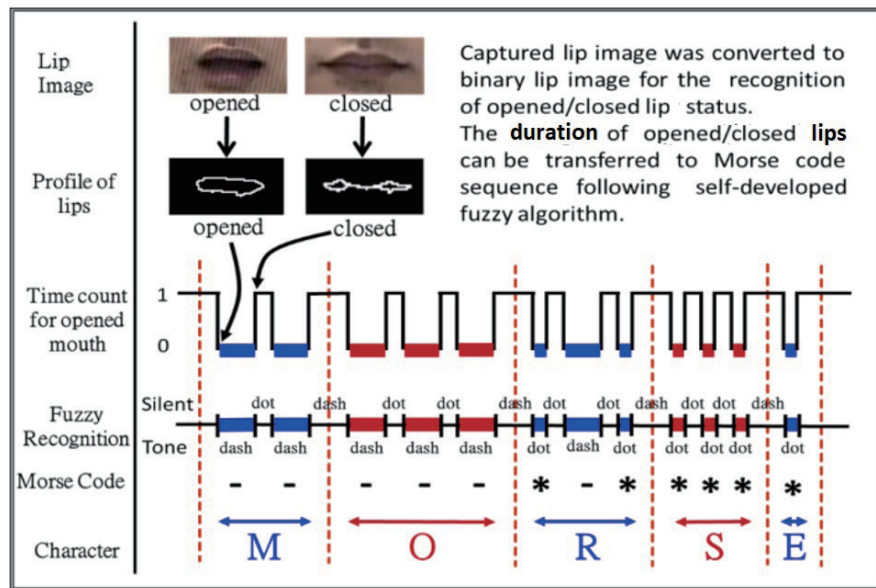 Lip
Image
opened closed
Captured lip image was converted to
binary lip image for the recognition
of opened/closed lip status.
The duration of opened/closed lips
can be transferred to Morse code
sequence following self-developed
fuzzy algorithm.
Profile of
lips
opened closed
Time count
for opened
mouth
1
0
Fuzzy
Recognition
Silent dot dash dot dot dash dot dot dash dot dot dash
Tone dash dash dash dash dash dot dash dot dot dot dot dot
Morse Code - - - - - * - * * * * *
Character M O R S E